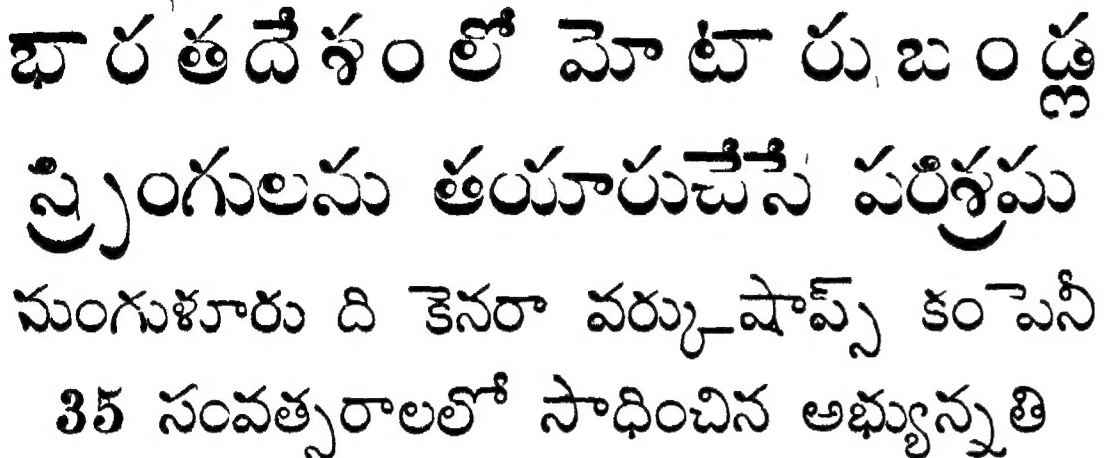 భారతదేశంలో మోటారుబండ్ల
స్ప్రింగులను తయారుచేసే పరిశ్రమ
మంగుళూరు ది కెనరా వర్కుషాప్స్ కంపెనీ
35 సంవత్సరాలలో సాధించిన అభ్యున్నతి